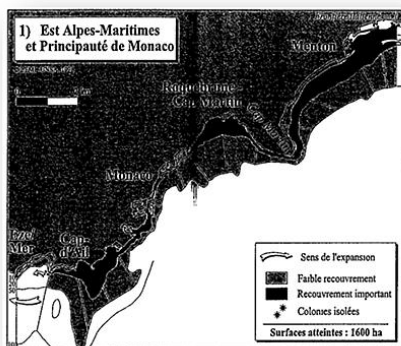 1) Est Alpes-Maritimes
et Principauté de Monaco
Menton
Roquebrune-
Cap Martin
Monaco
Eze/
Mer
Cap-
d'Ail
Sens de l'expansion
Faible recouvrement
Recouvrement important
Colonies isolées
Surfaces atteintes : 1600 ha